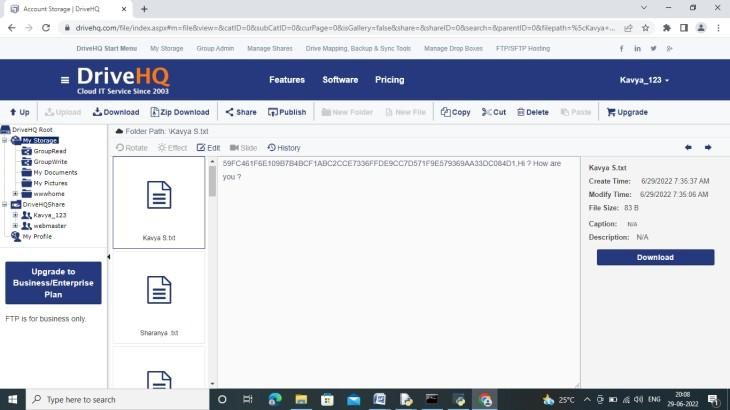 Account Storage | DriveHQ
drivehq.com/file/index.aspx#m=file&view=&catID=0&subCatID=0&curPage=0&isGallery=false&share=&shareID=0&search=&parentID=0&filepath=%5cKavya+...
DriveHQ Start Menu My Storage Group Admin Manage Shares Drive Mapping, Backup & Sync Tools Manage Drop Boxes FTP/SFTP Hosting
DriveHQ
Cloud IT Service Since 2003
Features Software Pricing
Kavya_123
Up Upload Download Zip Download Share Publish New Folder New File Copy Cut Delete Paste Upgrade
DriveHQ Root
My Storage
GroupRead
GroupWrite
My Documents
My Pictures
wwwhome
DriveHQShare
Kavya_123
webmaster
My Profile
Upgrade to
Business/Enterprise
Plan
FTP is for business only.
Folder Path: \Kavya S.txt
Rotate Effect Edit Slide History
Kavya S.txt
Sharanya .txt
59FC461F6E109B7B4BCF1ABC2CCE7336FFDE9CC7D571F9E579369AA33DC084D1,Hi ? How are
you ?
Kavya S.txt
Create Time: 6/29/2022 7:35:37 AM
Modify Time: 6/29/2022 7:35:06 AM
File Size: 83 B
Caption: N/A
Description: N/A
Download
Type here to search
25°C
ENG
20:08
29-06-2022